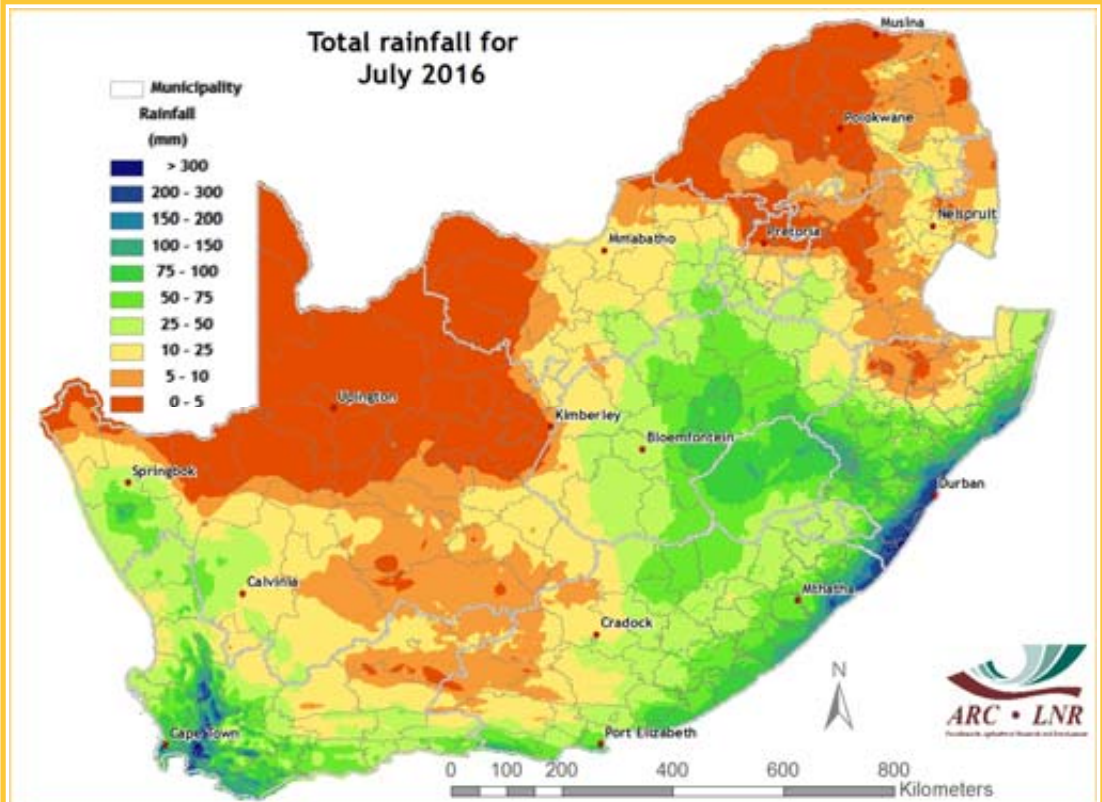 Total rainfall for
July 2016
Municipality
Rainfall
(mm)
> 300
200 - 300
150 - 200
100 - 150
75 - 100
50 - 75
25 - 50
10 - 25
5 - 10
0 - 5
Musina
Polokwane
Nelspruit
Pretoria
Mmabatho
Upington
Kimberley
Bloemfontein
Springbok
Durban
Calvinia
Mthatha
Cradock
Cape Town
Port Elizabeth
N
ARC • LNR
0 100 200 400 600 800
Kilometers